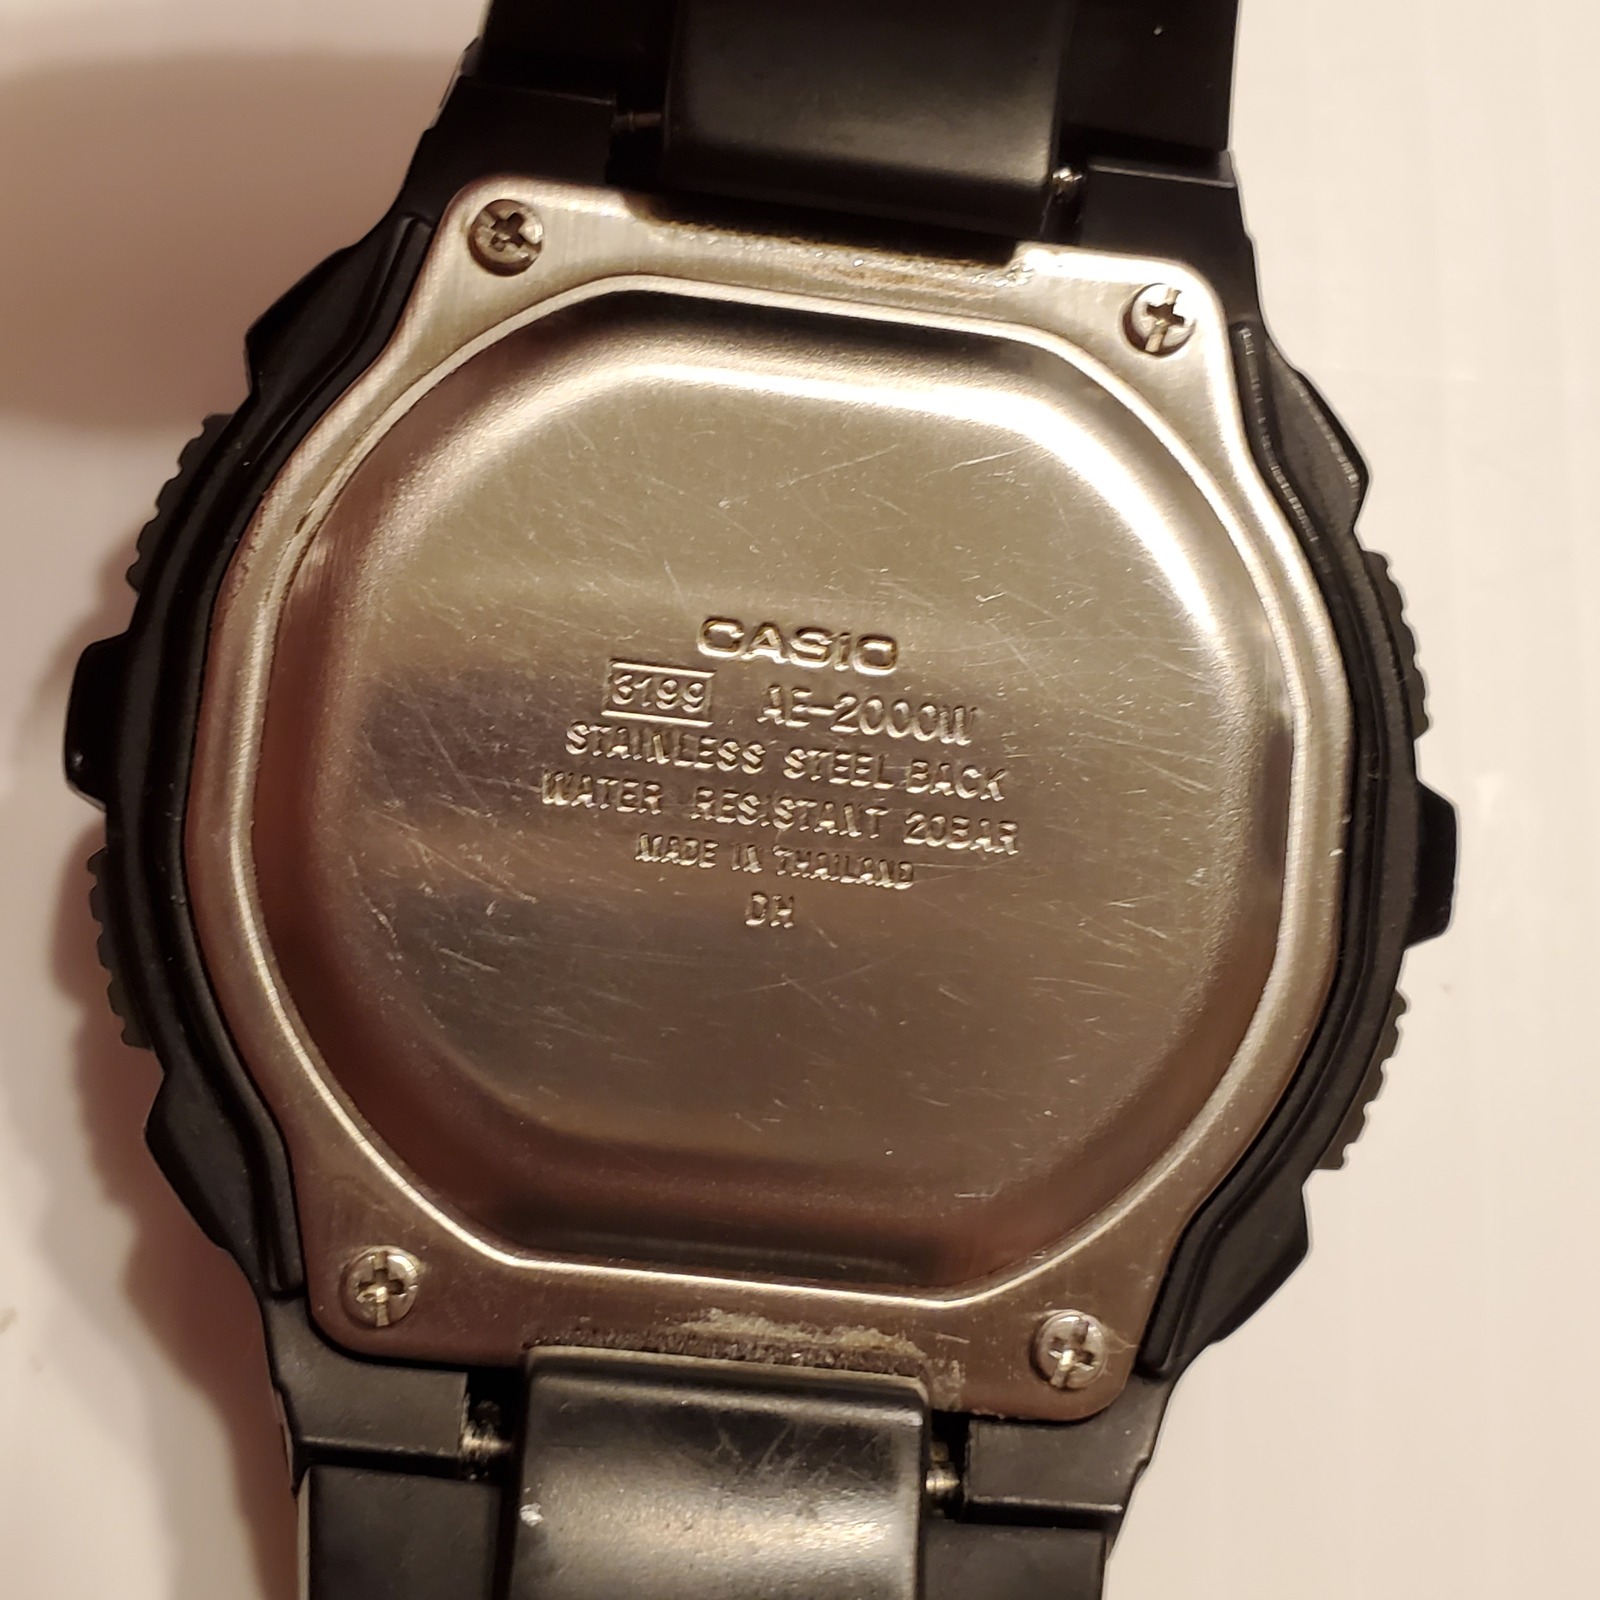 CASIO
3199 AE-2000W
STAINLESS STEEL BACK
WATER RESISTANT 20BAR
MADE IN THAILAND
DH